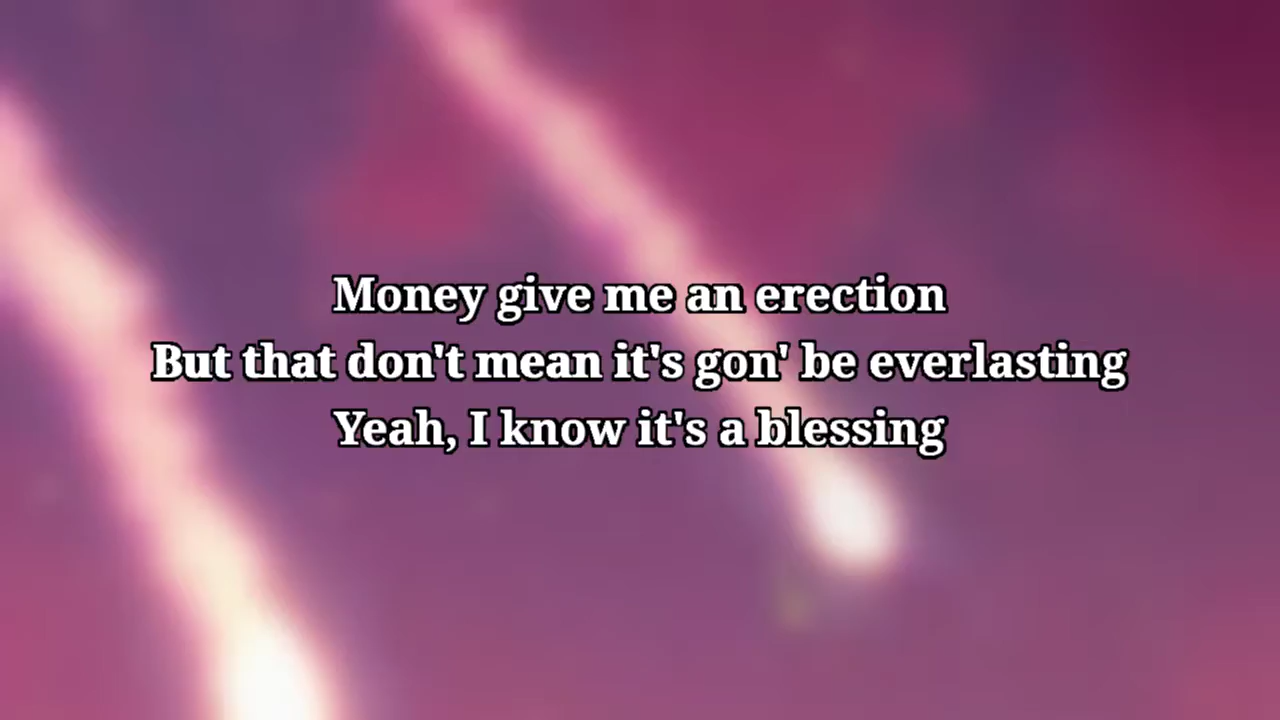 Money give me an erection
But that don't mean it's gon' be everlasting
Yeah, I know it's a blessing